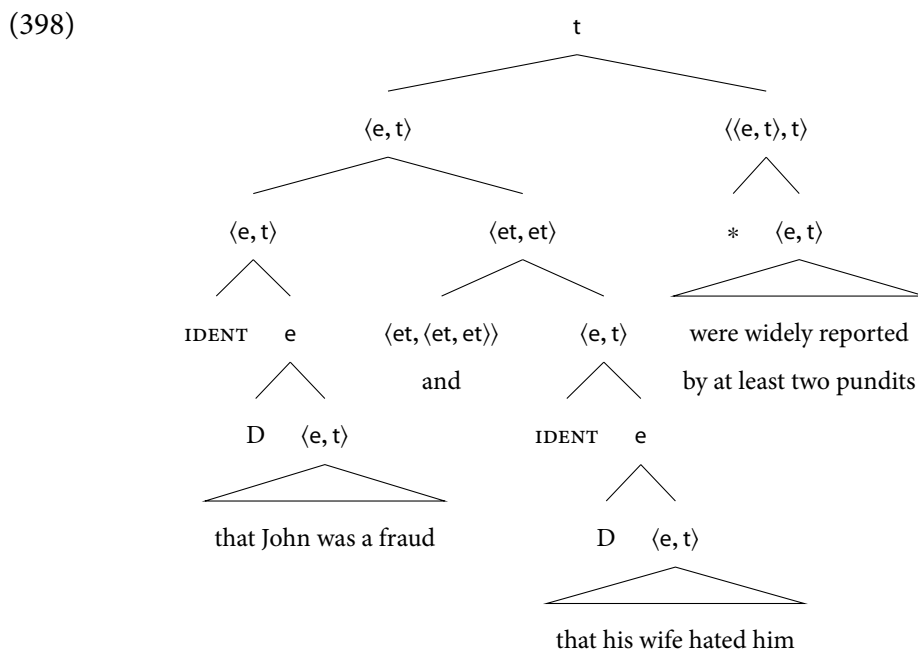 (398)
t
⟨e, t⟩ ⟨⟨e, t⟩, t⟩
⟨e, t⟩ ⟨et, et⟩ * ⟨e, t⟩
IDENT e ⟨et, ⟨et, et⟩⟩ ⟨e, t⟩ were widely reported
and by at least two pundits
D ⟨e, t⟩ IDENT e
that John was a fraud D ⟨e, t⟩
that his wife hated him